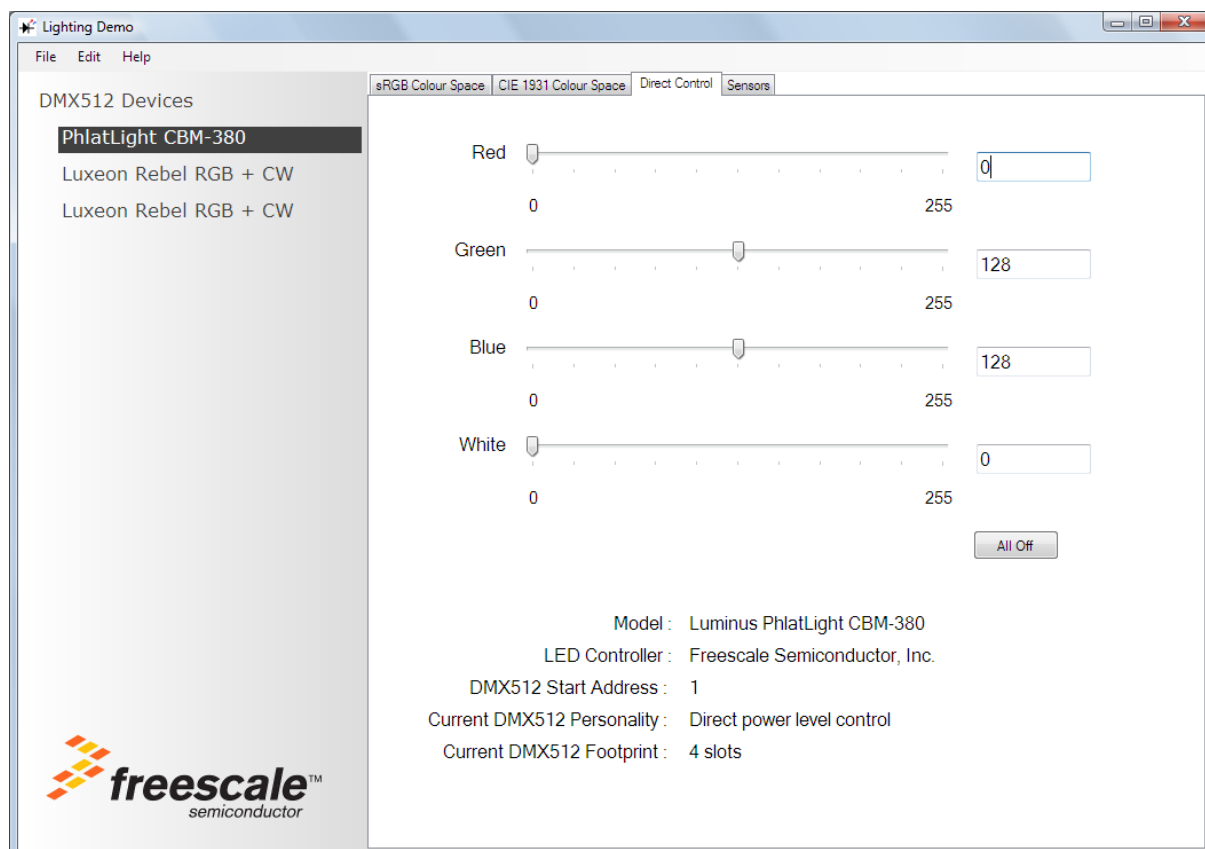 Lighting Demo
File Edit Help
DMX512 Devices
PhlatLight CBM-380
Luxeon Rebel RGB + CW
Luxeon Rebel RGB + CW
sRGB Colour Space CIE 1931 Colour Space Direct Control Sensors
Red 0
0 255
Green 128
0 255
Blue 128
0 255
White 0
0 255
All Off
Model : Luminus PhlatLight CBM-380
LED Controller : Freescale Semiconductor, Inc.
DMX512 Start Address : 1
Current DMX512 Personality : Direct power level control
Current DMX512 Footprint : 4 slots
freescale™
semiconductor